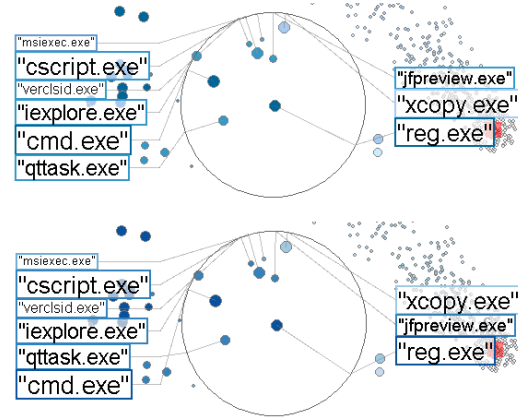 "msiexec.exe"
"cscript.exe"
"verclsid.exe"
"iexplore.exe"
"cmd.exe"
"qttask.exe"
"jfpreview.exe"
"xcopy.exe"
"reg.exe"
"msiexec.exe"
"cscript.exe"
"verclsid.exe"
"iexplore.exe"
"qttask.exe"
"cmd.exe"
"xcopy.exe"
"jfpreview.exe"
"reg.exe"